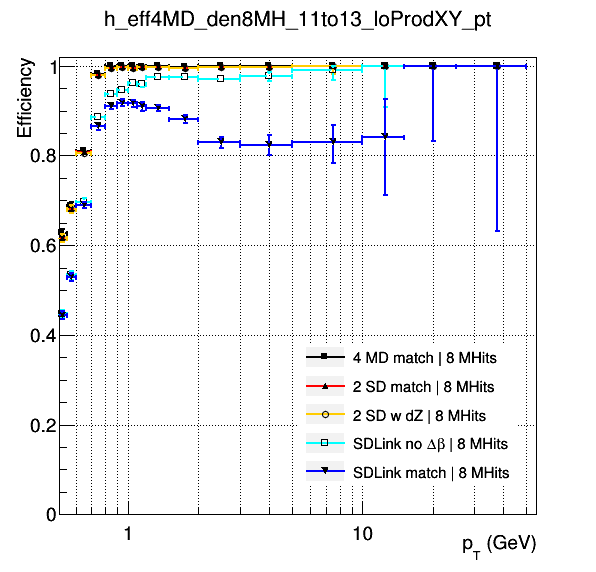 h_eff4MD_den8MH_11to13_loProdXY_pt
Efficiency
1
0.8
0.6
0.4
0.2
0
4 MD match | 8 MHits
2 SD match | 8 MHits
2 SD w dZ | 8 MHits
SDLink no Δβ | 8 MHits
SDLink match | 8 MHits
1 10
p_T (GeV)